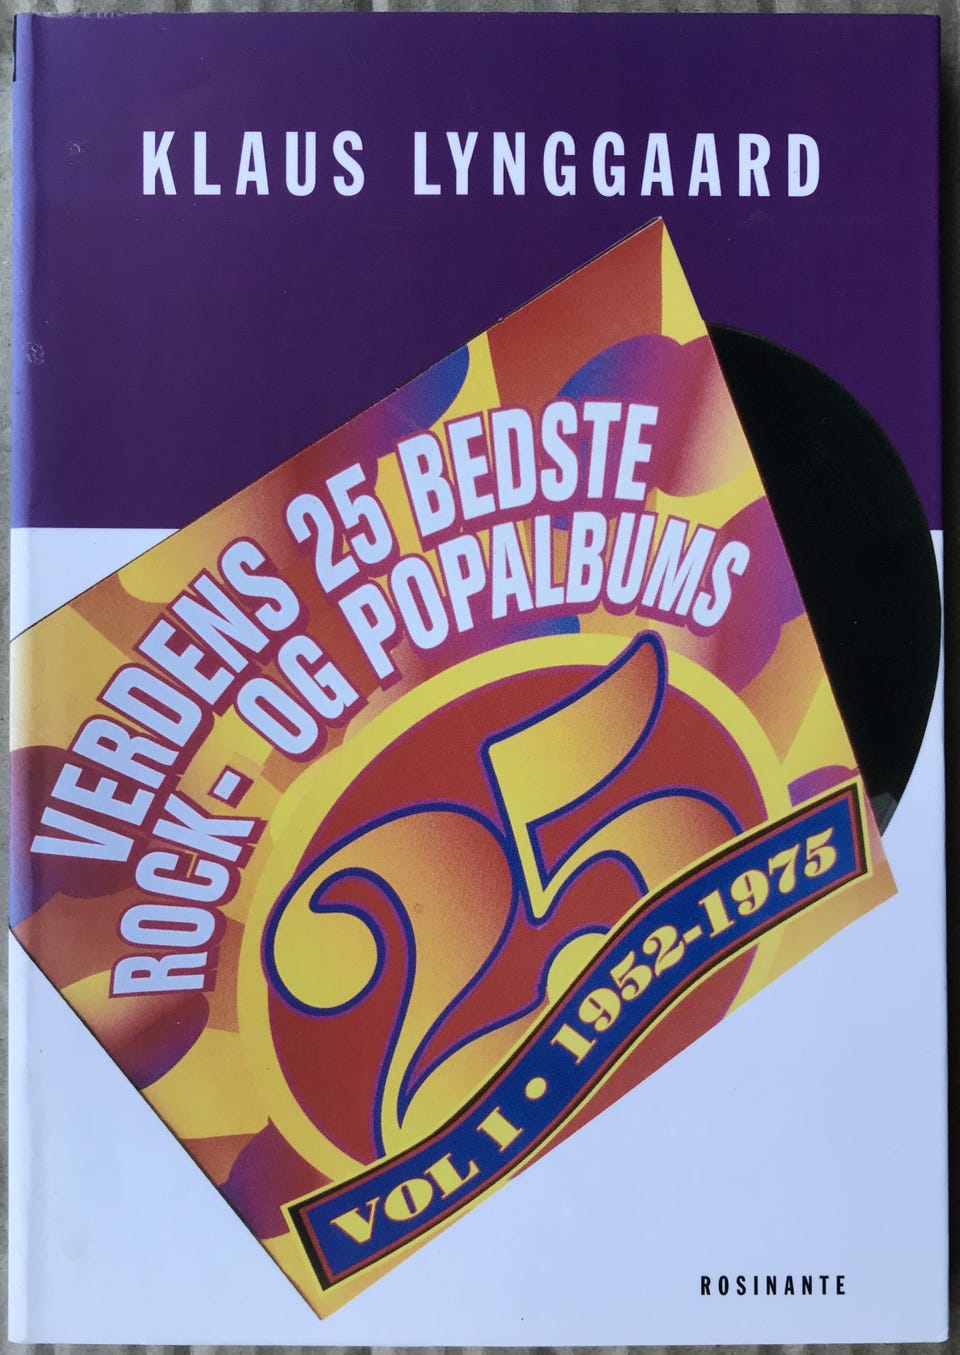 KLAUS LYNGGAARD
VERDENS 25 BEDSTE
ROCK- OG POPALBUMS
25
VOL I • 1952-1975
ROSINANTE